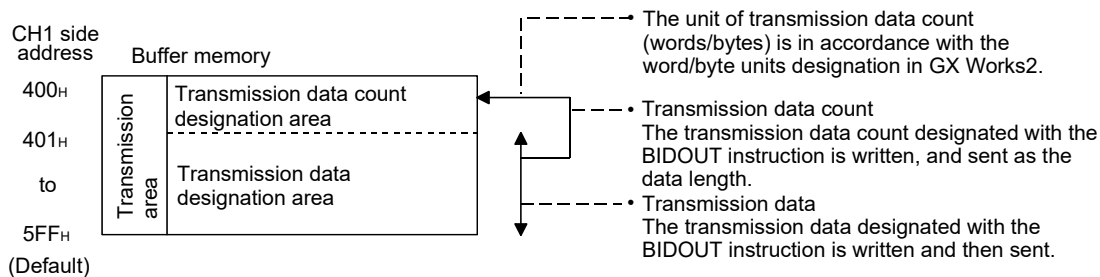 CH1 side
address
Buffer memory
400H
401H
to
5FFH
(Default)
Transmission
area
Transmission data count
designation area
Transmission data
designation area
• The unit of transmission data count
(words/bytes) is in accordance with the
word/byte units designation in GX Works2.
• Transmission data count
The transmission data count designated with the
BIDOUT instruction is written, and sent as the
data length.
• Transmission data
The transmission data designated with the
BIDOUT instruction is written and then sent.